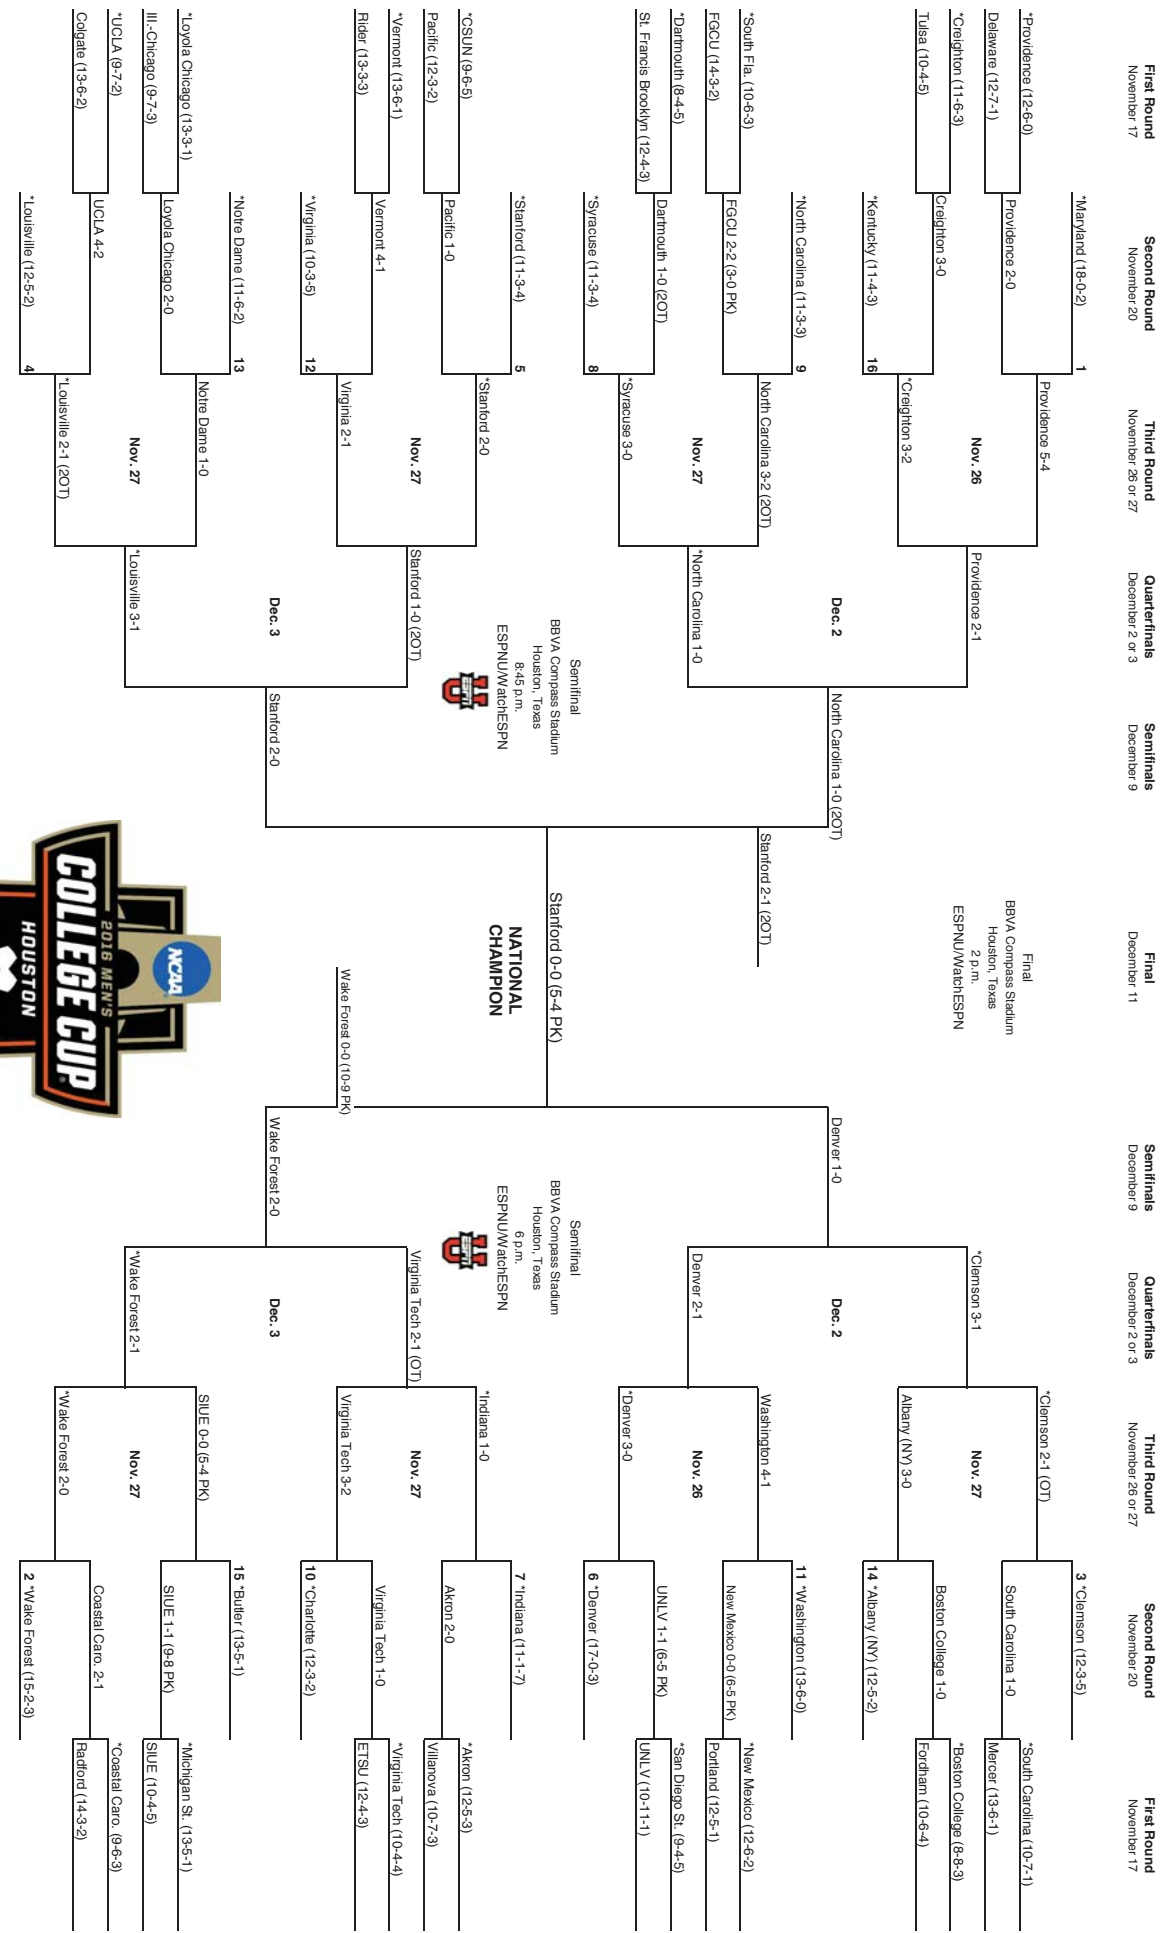 First Round
November 17
Second Round
November 20
Third Round
November 26 or 27
Quarterfinals
December 2 or 3
Semifinals
December 9
Final
December 11
Semifinals
December 9
Quarterfinals
December 2 or 3
Third Round
November 26 or 27
Second Round
November 20
First Round
November 17
*Maryland (18-0-2)
1
*Providence (12-6-0)
Providence 2-0
Delaware (12-7-1)
Providence 5-4
Nov. 26
Providence 2-1
*Creighton (11-6-3)
Creighton 3-0
Tulsa (10-4-5)
*Creighton 3-2
*Kentucky (11-4-3)
16
Dec. 2
North Carolina 1-0 (2OT)
*North Carolina (11-3-3)
9
*South Fla. (10-6-3)
FGCU 2-2 (3-0 PK)
FGCU (14-3-2)
North Carolina 3-2 (2OT)
Nov. 27
*North Carolina 1-0
*Dartmouth (8-4-5)
Dartmouth 1-0 (2OT)
St. Francis Brooklyn (12-4-3)
*Syracuse 3-0
*Syracuse (11-3-4)
8
Semifinal
BBVA Compass Stadium
Houston, Texas
8:45 p.m.
ESPNU/WatchESPN
ESPN
U
Stanford 2-1 (2OT)
*Stanford (11-3-4)
5
*CSUN (9-6-5)
Pacific 1-0
Pacific (12-3-2)
*Stanford 2-0
Nov. 27
Stanford 1-0 (2OT)
*Vermont (13-6-1)
Vermont 4-1
Rider (13-3-3)
Virginia 2-1
*Virginia (10-3-5)
12
Dec. 3
Stanford 2-0
*Notre Dame (11-6-2)
13
*Loyola Chicago (13-3-1)
Loyola Chicago 2-0
Ill.-Chicago (9-7-3)
Notre Dame 1-0
Nov. 27
*Louisville 3-1
*UCLA (9-7-2)
UCLA 4-2
Colgate (13-6-2)
*Louisville 2-1 (2OT)
*Louisville (12-5-2)
4
Final
BBVA Compass Stadium
Houston, Texas
2 p.m.
ESPNU/WatchESPN
Stanford 0-0 (5-4 PK)
NATIONAL
CHAMPION
Wake Forest 0-0 (10-9 PK)
NCAA
2016 MEN'S
COLLEGE CUP
HOUSTON
3 *Clemson (12-3-5)
*South Carolina (10-7-1)
South Carolina 1-0
Mercer (13-6-1)
*Clemson 2-1 (OT)
Nov. 27
*Clemson 3-1
*Boston College (8-8-3)
Boston College 1-0
Fordham (10-6-4)
Albany (NY) 3-0
14 *Albany (NY) (12-5-2)
Dec. 2
Denver 1-0
11 *Washington (13-6-0)
*New Mexico (12-6-2)
New Mexico 0-0 (6-5 PK)
Portland (12-5-1)
Washington 4-1
Nov. 26
Denver 2-1
*San Diego St. (9-4-5)
UNLV 1-1 (6-5 PK)
UNLV (10-11-1)
*Denver 3-0
6 *Denver (17-0-3)
Semifinal
BBVA Compass Stadium
Houston, Texas
6 p.m.
ESPNU/WatchESPN
ESPN
U
7 *Indiana (11-1-7)
*Akron (12-5-3)
Akron 2-0
Villanova (10-7-3)
*Indiana 1-0
Nov. 27
Virginia Tech 2-1 (OT)
*Virginia Tech (10-4-4)
Virginia Tech 1-0
ETSU (12-4-3)
Virginia Tech 3-2
10 *Charlotte (12-3-2)
Dec. 3
Wake Forest 2-0
15 *Butler (13-5-1)
*Michigan St. (13-5-1)
SIUE 1-1 (9-8 PK)
SIUE (10-4-5)
SIUE 0-0 (5-4 PK)
Nov. 27
*Wake Forest 2-1
*Coastal Caro. (9-6-3)
Coastal Caro. 2-1
Radford (14-3-2)
*Wake Forest 2-0
2 *Wake Forest (15-2-3)